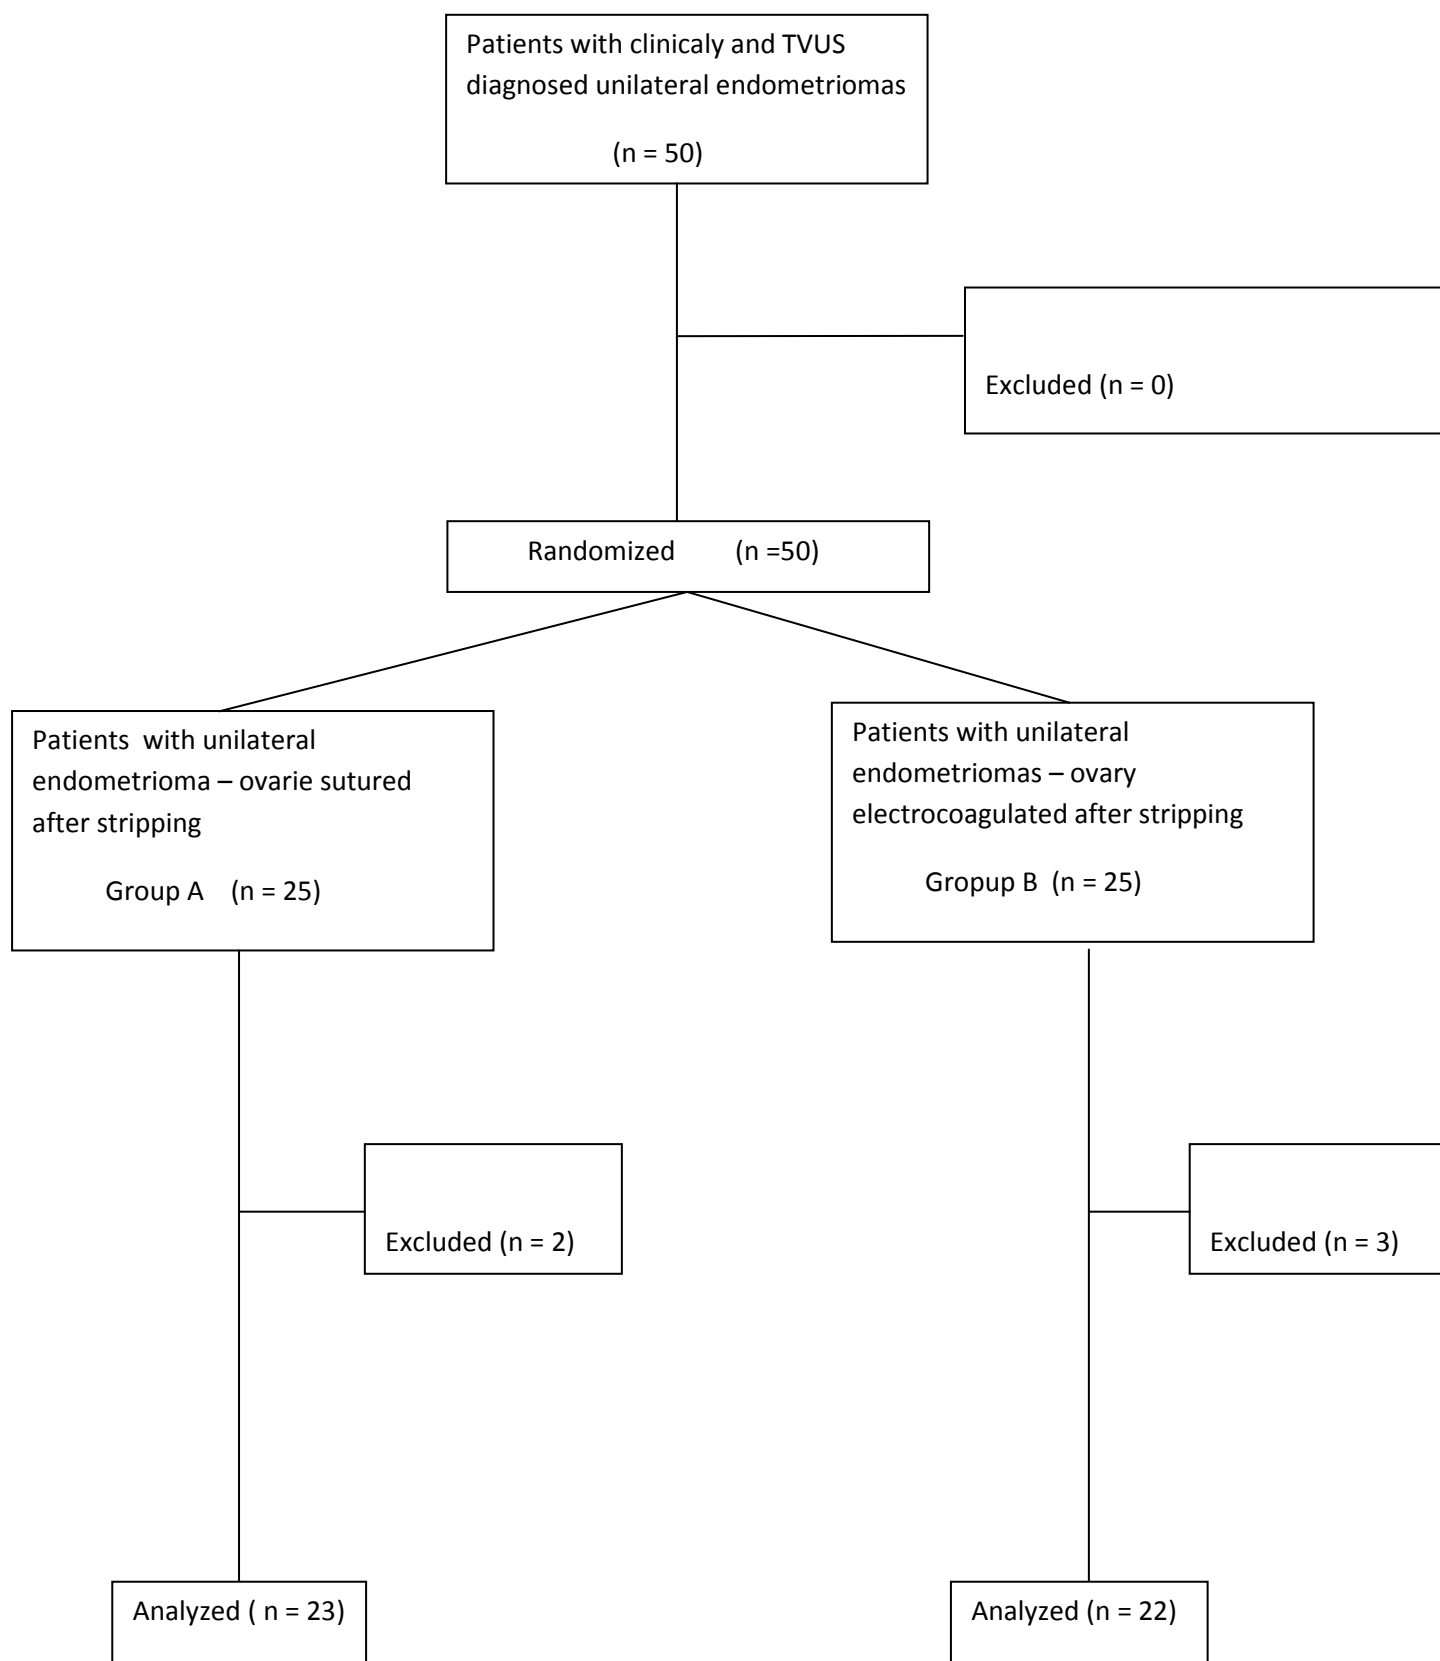 Patients with clinicaly and TVUS
diagnosed unilateral endometriomas
(n = 50)
Excluded (n = 0)
Randomized (n =50)
Patients with unilateral
endometrioma – ovarie sutured
after stripping
Group A (n = 25)
Patients with unilateral
endometriomas – ovary
electrocoagulated after stripping
Gropup B (n = 25)
Excluded (n = 2)
Excluded (n = 3)
Analyzed ( n = 23)
Analyzed (n = 22)